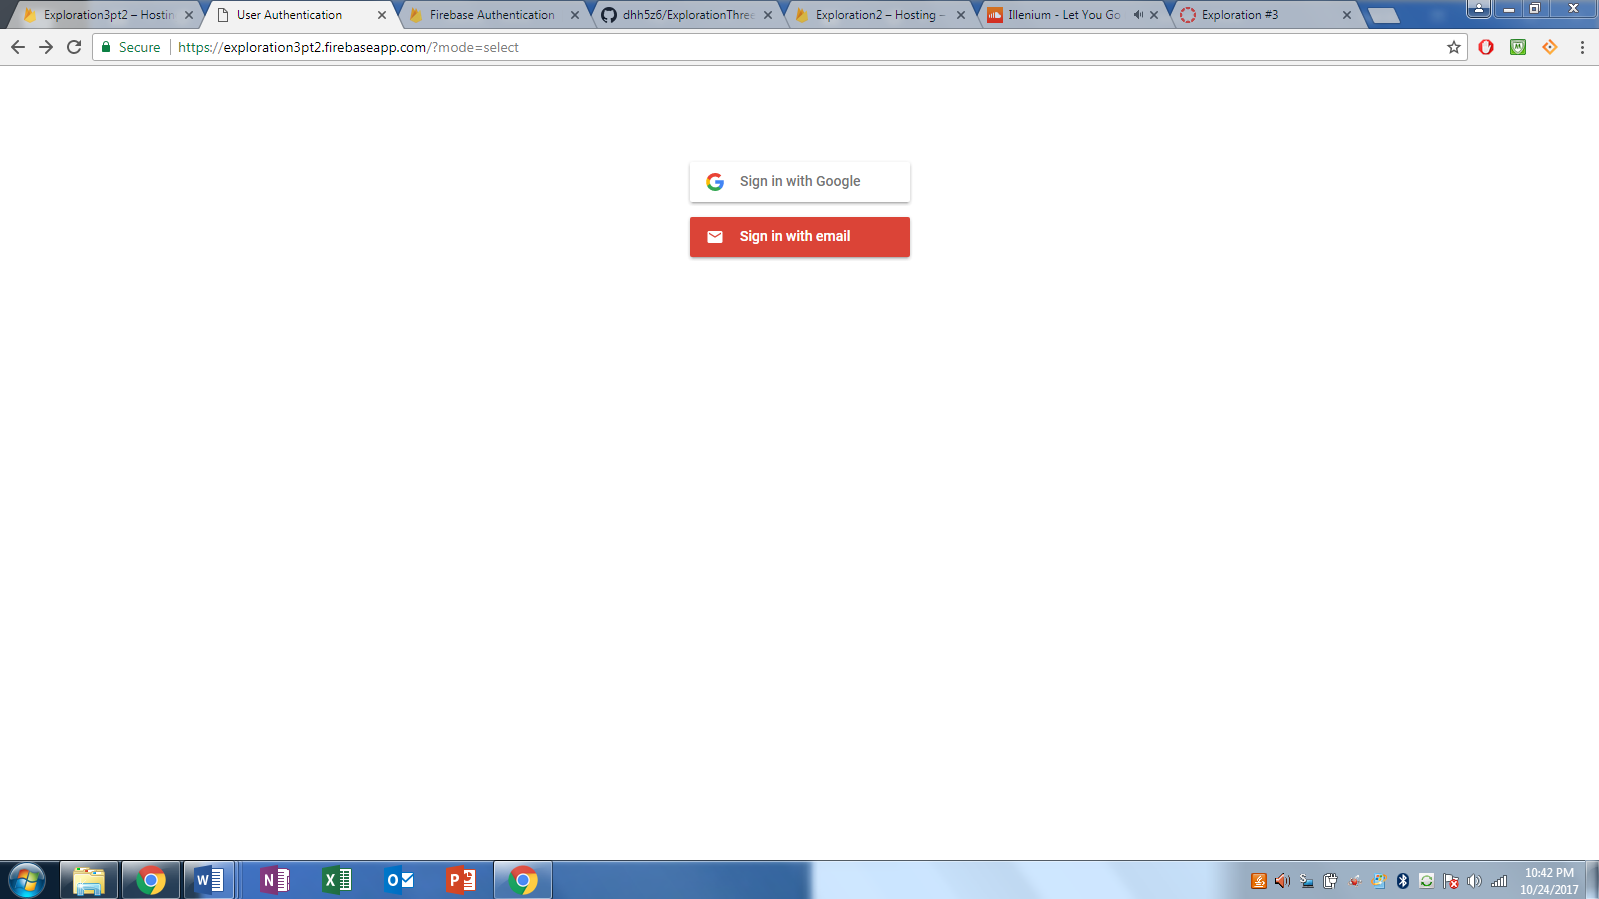 Exploration3pt2 – Hostin
User Authentication
Firebase Authentication
dhh5z6/ExplorationThree
Exploration2 – Hosting –
Illenium - Let You Go
Exploration #3
Secure
https://exploration3pt2.firebaseapp.com/?mode=select
Sign in with Google
Sign in with email
10:42 PM
10/24/2017